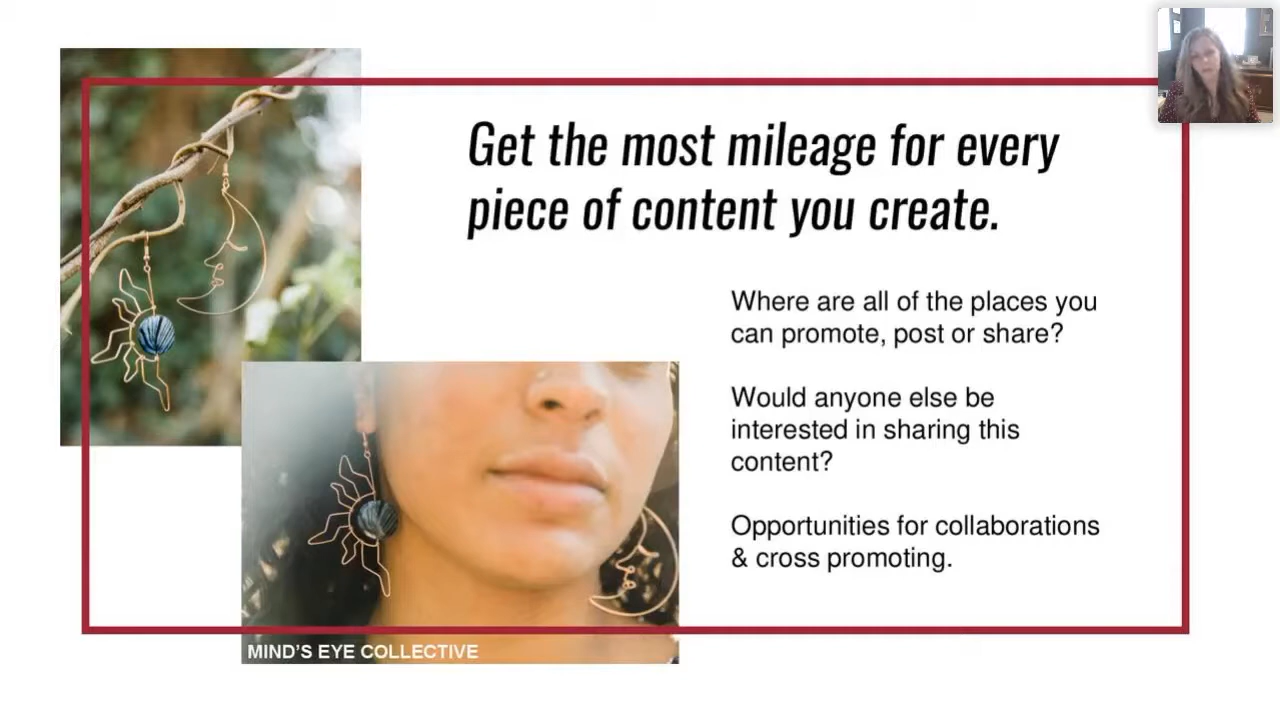 Get the most mileage for every
piece of content you create.
Where are all of the places you
can promote, post or share?
Would anyone else be
interested in sharing this
content?
Opportunities for collaborations
& cross promoting.
MIND'S EYE COLLECTIVE